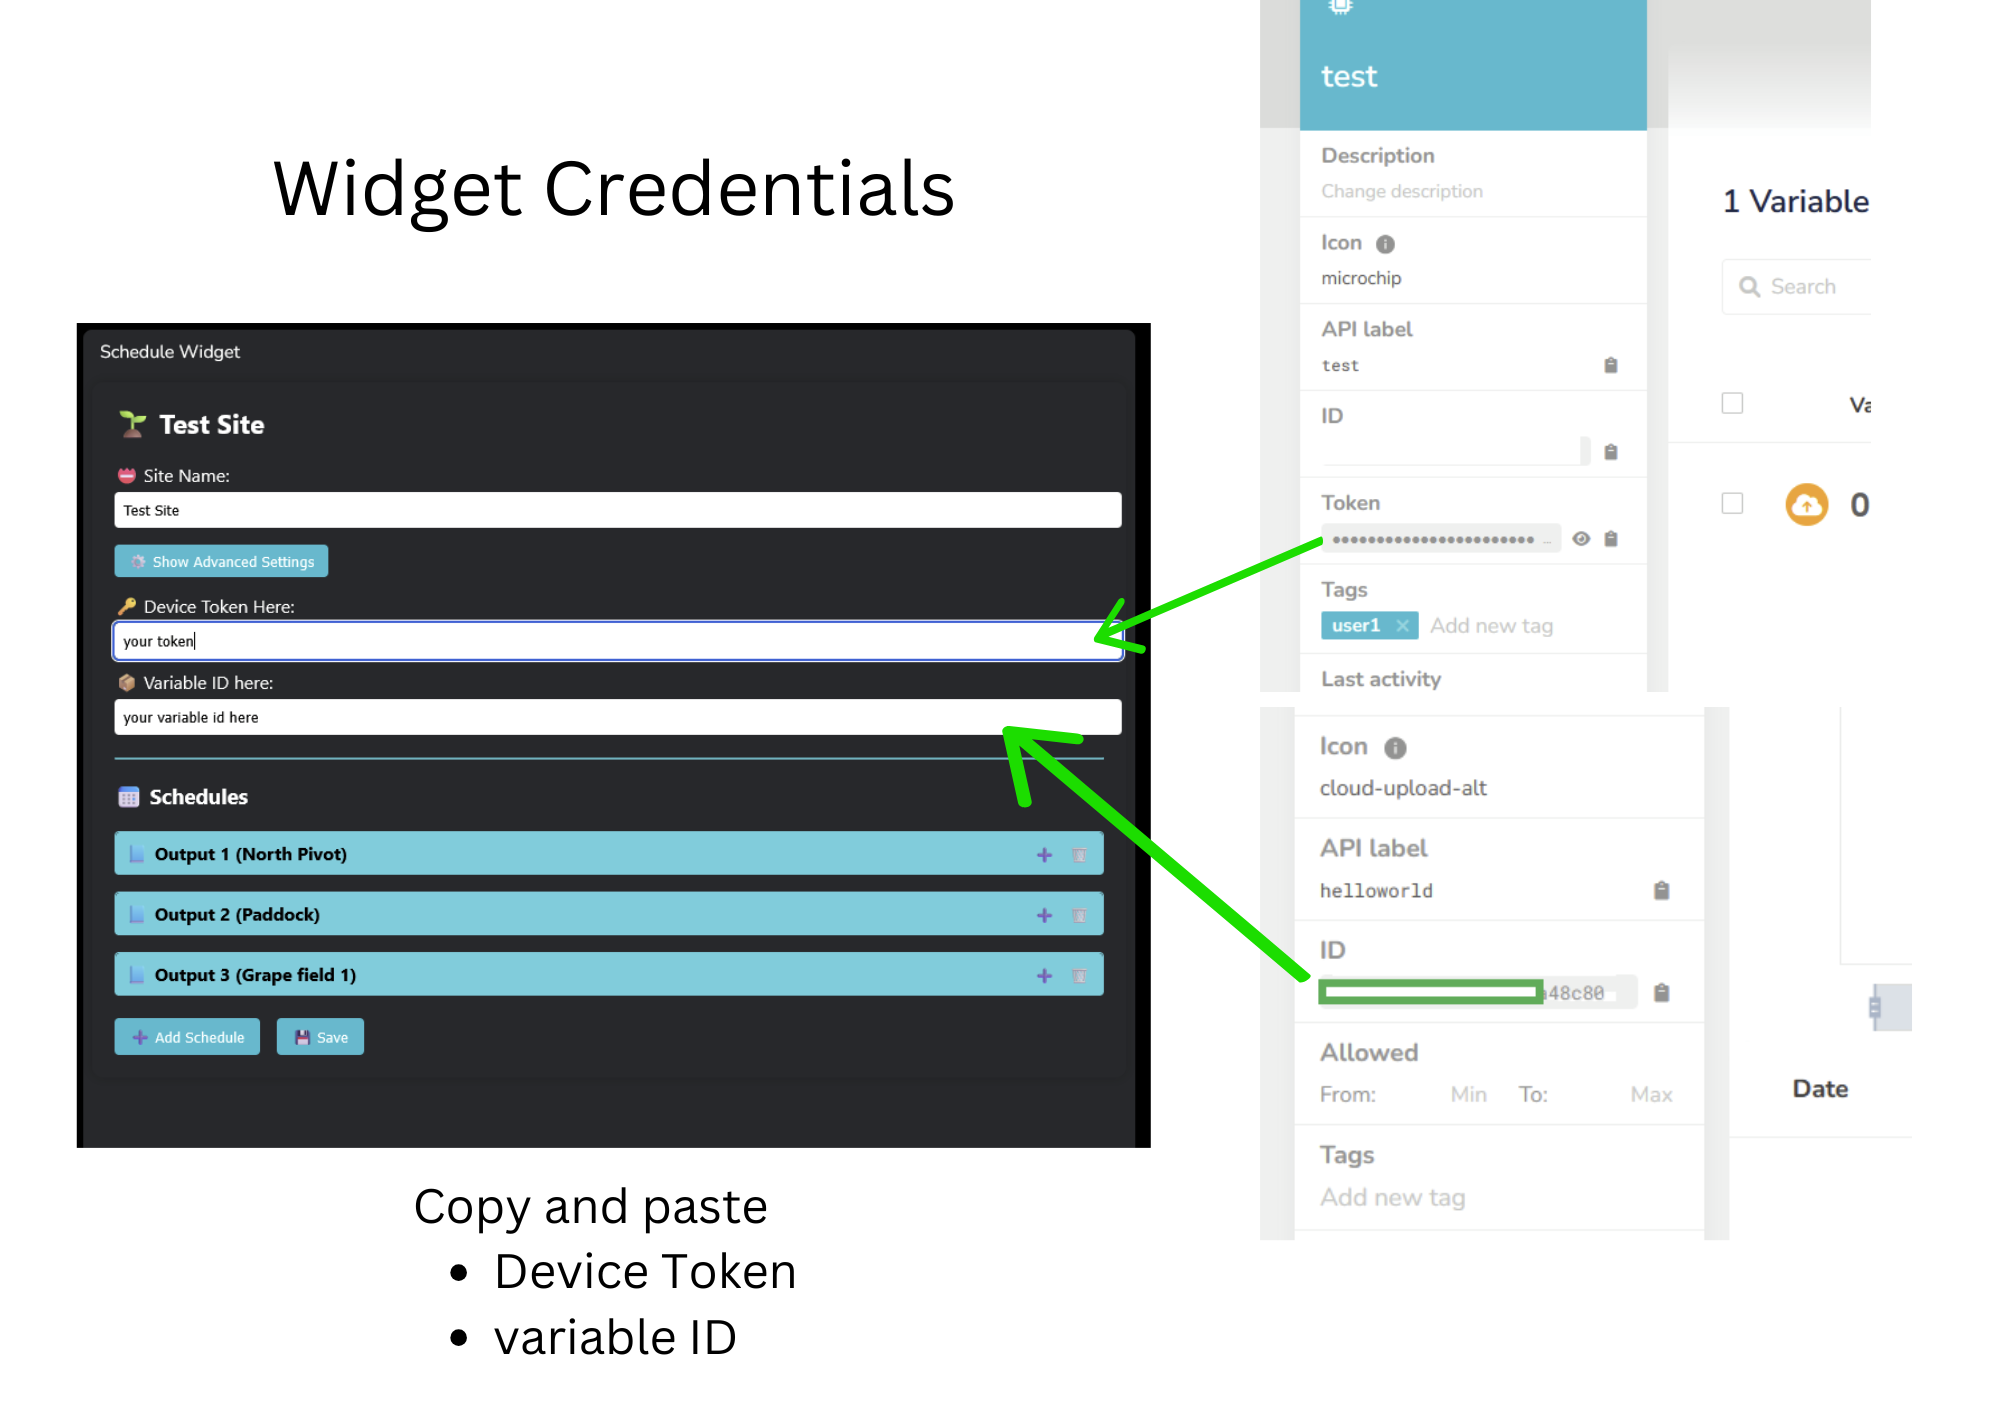 Widget Credentials
Schedule Widget
Test Site
Site Name:
Test Site
Show Advanced Settings
Device Token Here:
your token
Variable ID here:
your variable id here
Schedules
Output 1 (North Pivot)
Output 2 (Paddock)
Output 3 (Grape field 1)
Add Schedule
Save
Copy and paste
• Device Token
• variable ID
test
Description
Change description
Icon
microchip
API label
test
ID
Token
Tags
user1
Add new tag
Last activity
1 Variable
Search
0
Icon
cloud-upload-alt
API label
helloworld
ID
48c80
Allowed
From: Min To: Max
Tags
Add new tag
Date